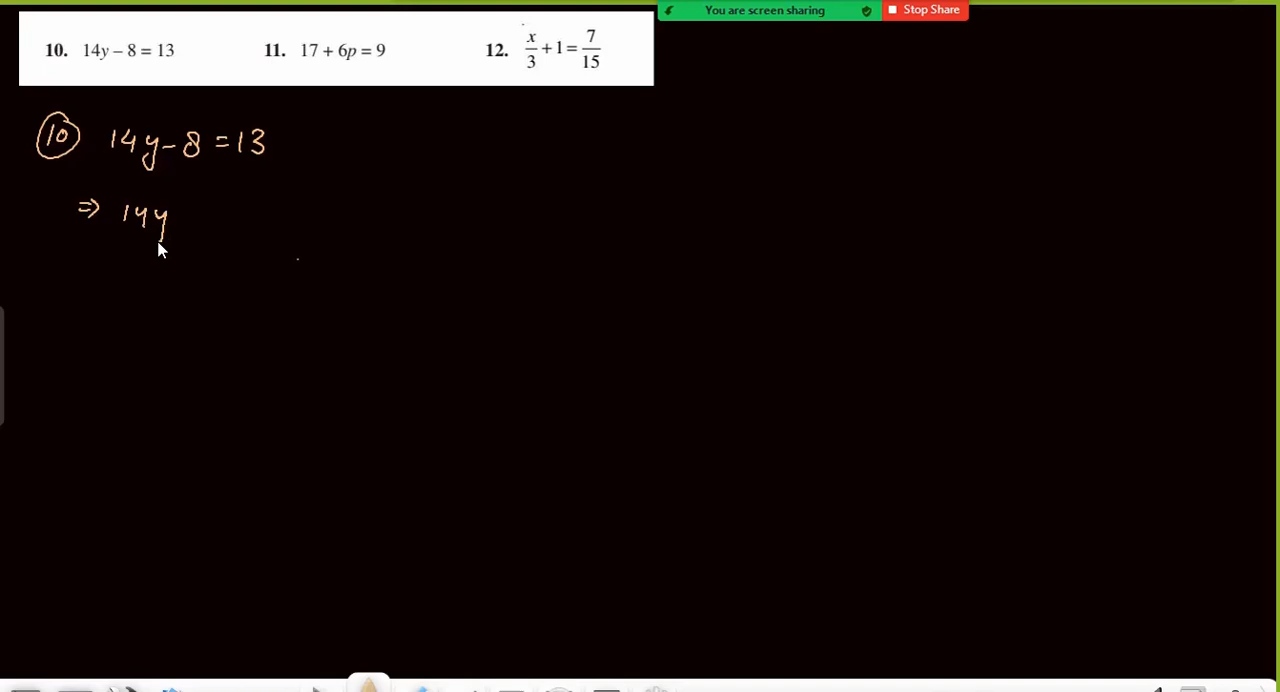 You are screen sharing Stop Share
10. 14y – 8 = 13 11. 17 + 6p = 9 12. x/3 + 1 = 7/15
10 14y - 8 = 13
⇒ 14y